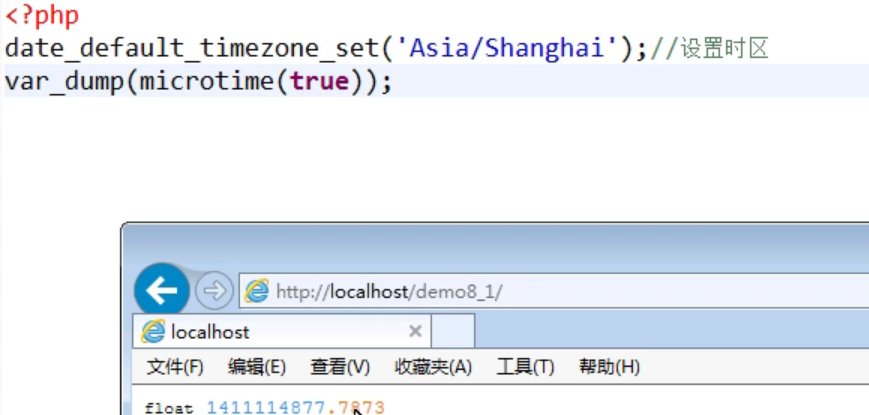 <?php
date_default_timezone_set('Asia/Shanghai');//设置时区
var_dump(microtime(true));
http://localhost/demo8_1/
localhost
文件(F) 编辑(E) 查看(V) 收藏夹(A) 工具(T) 帮助(H)
float 1411114877.7873